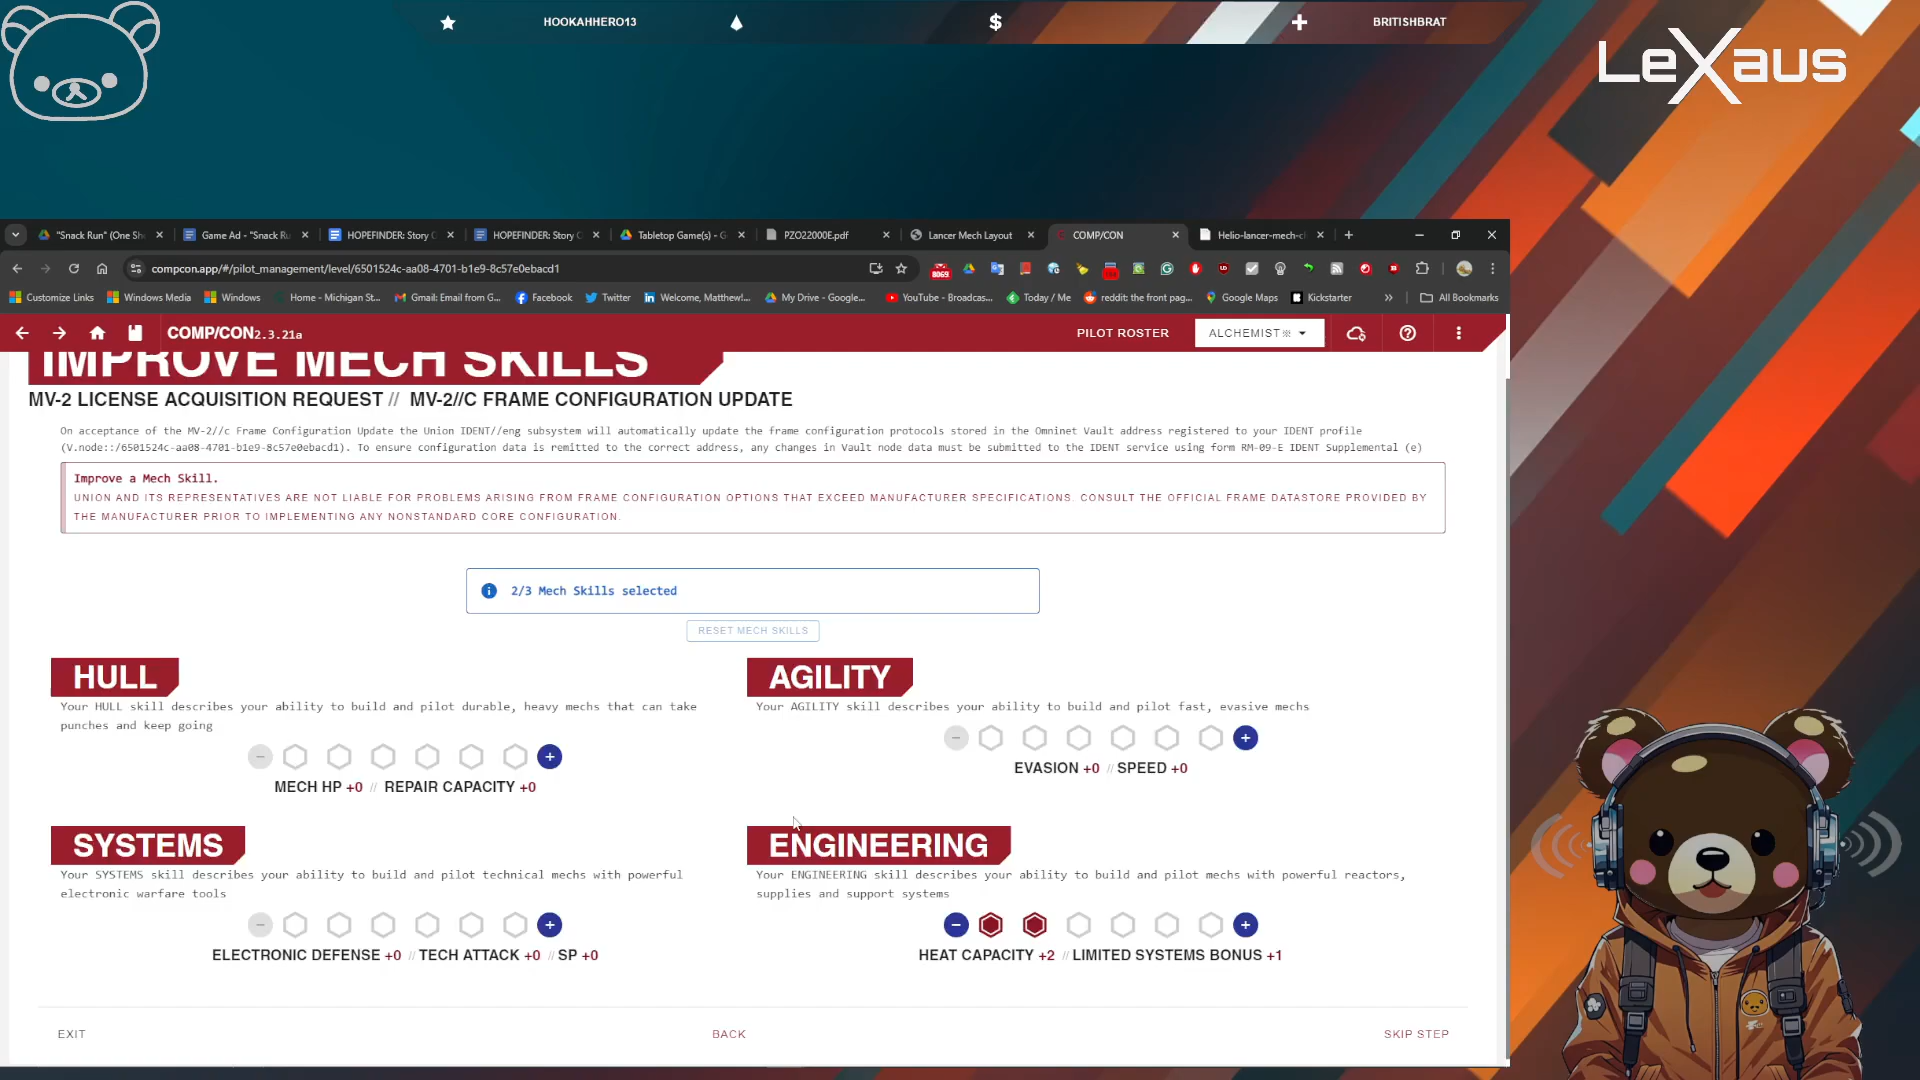 HOOKAHHERO13
$
BRITISHBRAT
LeXaus
"Snack Run" (One Sh
Game Ad - "Snack Ru
HOPEFINDER: Story C
HOPEFINDER: Story C
Tabletop Game(s) - G
PZO22000E.pdf
Lancer Mech Layout
COMP/CON
Helio-lancer-mech-cl
compcon.app/#/pilot_management/level/6501524c-aa08-4701-b1e9-8c57e0ebacd1
8069
Customize Links
Windows Media
Windows
Home - Michigan St...
Gmail: Email from G...
Facebook
Twitter
Welcome, Matthew!...
My Drive - Google...
YouTube - Broadcas...
Today / Me
reddit: the front pag...
Google Maps
Kickstarter
»
All Bookmarks
COMP/CON2.3.21a
PILOT ROSTER
ALCHEMIST※
IMPROVE MECH SKILLS
MV-2 LICENSE ACQUISITION REQUEST // MV-2//C FRAME CONFIGURATION UPDATE
On acceptance of the MV-2//c Frame Configuration Update the Union IDENT//eng subsystem will automatically update the frame configuration protocols stored in the Omninet Vault address registered to your IDENT profile
(V.node::/6501524c-aa08-4701-b1e9-8c57e0ebacd1). To ensure configuration data is remitted to the correct address, any changes in Vault node data must be submitted to the IDENT service using form RM-09-E IDENT Supplemental (e)
Improve a Mech Skill.
UNION AND ITS REPRESENTATIVES ARE NOT LIABLE FOR PROBLEMS ARISING FROM FRAME CONFIGURATION OPTIONS THAT EXCEED MANUFACTURER SPECIFICATIONS. CONSULT THE OFFICIAL FRAME DATASTORE PROVIDED BY
THE MANUFACTURER PRIOR TO IMPLEMENTING ANY NONSTANDARD CORE CONFIGURATION.
2/3 Mech Skills selected
RESET MECH SKILLS
HULL
Your HULL skill describes your ability to build and pilot durable, heavy mechs that can take
punches and keep going
MECH HP +0 // REPAIR CAPACITY +0
AGILITY
Your AGILITY skill describes your ability to build and pilot fast, evasive mechs
EVASION +0 // SPEED +0
SYSTEMS
Your SYSTEMS skill describes your ability to build and pilot technical mechs with powerful
electronic warfare tools
ELECTRONIC DEFENSE +0 // TECH ATTACK +0 // SP +0
ENGINEERING
Your ENGINEERING skill describes your ability to build and pilot mechs with powerful reactors,
supplies and support systems
HEAT CAPACITY +2 // LIMITED SYSTEMS BONUS +1
EXIT
BACK
SKIP STEP